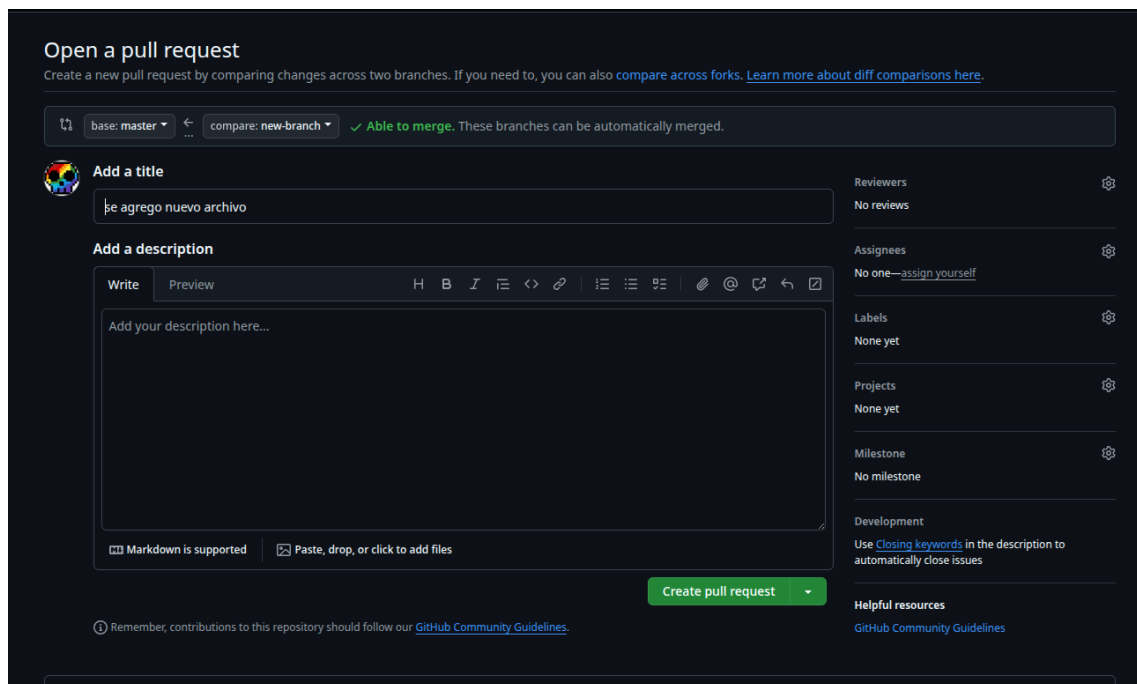 Open a pull request
Create a new pull request by comparing changes across two branches. If you need to, you can also compare across forks. Learn more about diff comparisons here.
base: master
compare: new-branch
Able to merge. These branches can be automatically merged.
Add a title
se agrego nuevo archivo
Add a description
Write
Preview
Add your description here...
Markdown is supported
Paste, drop, or click to add files
Create pull request
Remember, contributions to this repository should follow our GitHub Community Guidelines.
Reviewers
No reviews
Assignees
No one—assign yourself
Labels
None yet
Projects
None yet
Milestone
No milestone
Development
Use Closing keywords in the description to
automatically close issues
Helpful resources
GitHub Community Guidelines